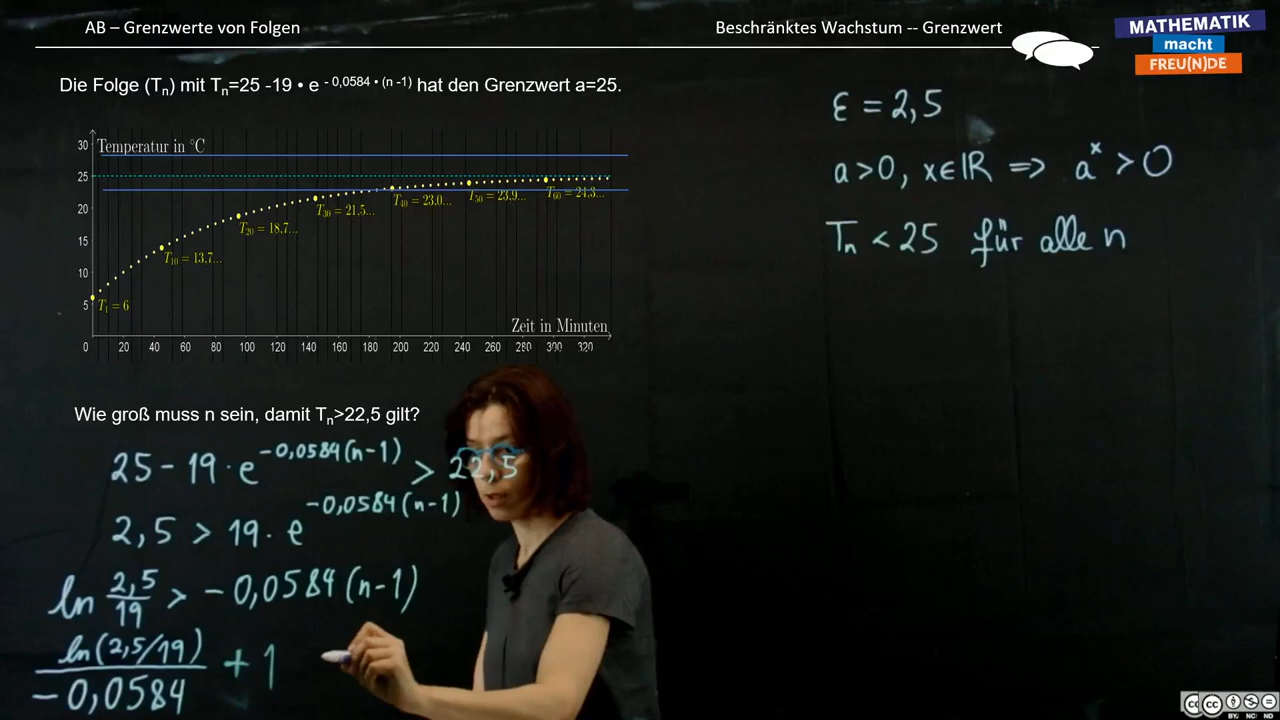 AB – Grenzwerte von Folgen
Beschränktes Wachstum -- Grenzwert
MATHEMATIK
macht
FREU(N)DE
Die Folge (Tn) mit Tn=25 -19 • e - 0,0584 • (n -1) hat den Grenzwert a=25.
Temperatur in °C
30
25
20
15
10
5
T1 = 6
T10 = 13,7...
T20 = 18,7...
T30 = 21,5...
T40 = 23,0...
T50 = 23,9...
T60 = 24,3...
Zeit in Minuten
0 20 40 60 80 100 120 140 160 180 200 220 240 260 280 300 320
ε = 2,5
a > 0, x ∈ ℝ ⇒ a^x > 0
Tn < 25 für alle n
Wie groß muss n sein, damit Tn>22,5 gilt?
25 - 19 · e^-0,0584(n-1) > 22,5
2,5 > 19 · e^-0,0584(n-1)
ln 2,5/19 > -0,0584(n-1)
ln(2,5/19)/-0,0584 + 1
cc BY NC ND